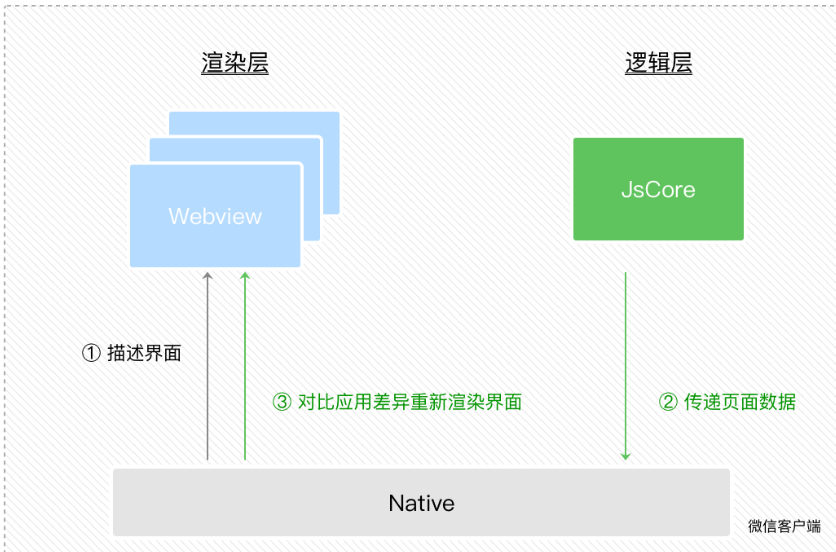 渲染层
逻辑层
Webview
JsCore
① 描述界面
③ 对比应用差异重新渲染界面
② 传递页面数据
Native
微信客户端